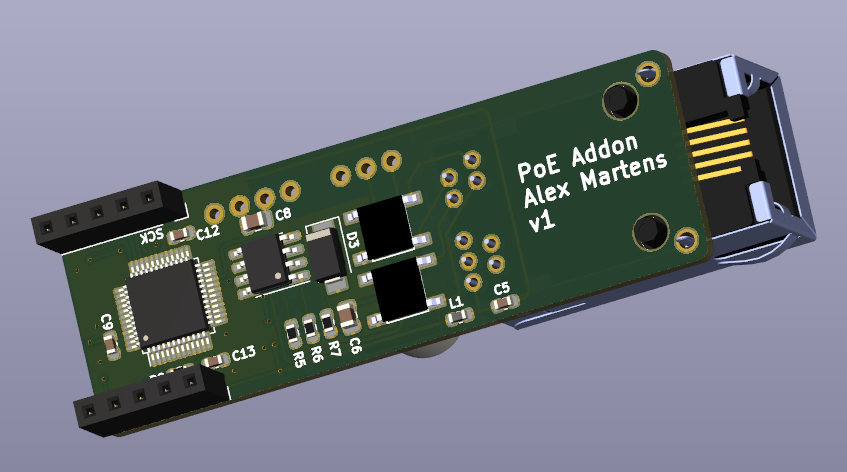 PoE Addon
Alex Martens
v1
SCK
C12
C8
D3
C9
C13
R5
R6
R7
C6
L1
C5